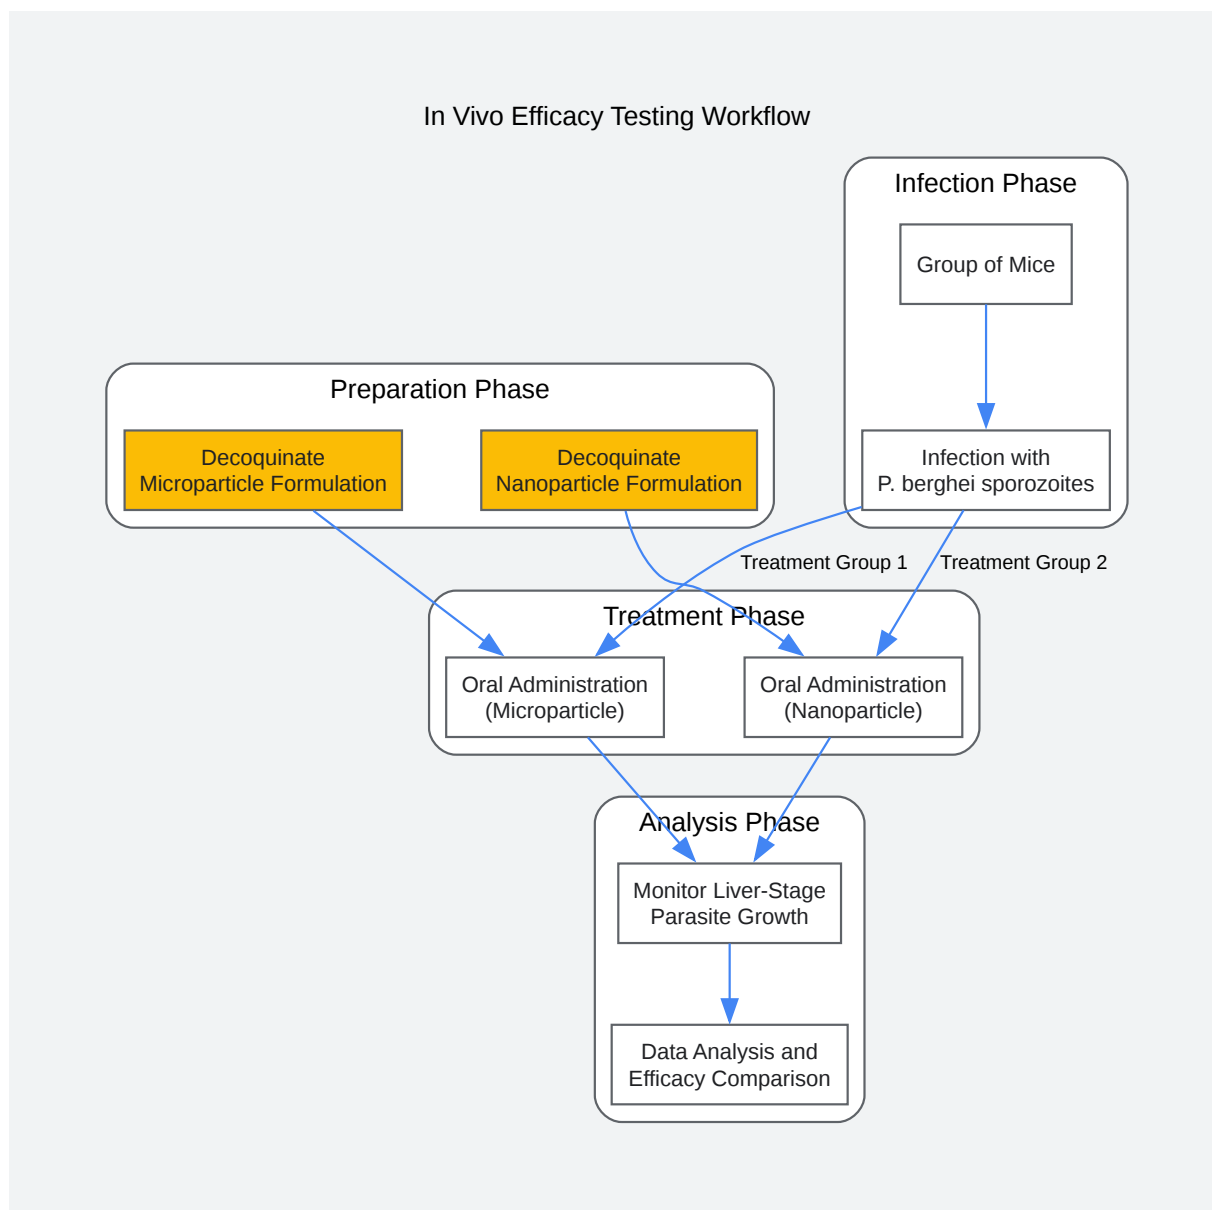 In Vivo Efficacy Testing Workflow
Infection Phase
Group of Mice
Preparation Phase
Decoquinate
Microparticle Formulation
Decoquinate
Nanoparticle Formulation
Infection with
P. berghei sporozoites
Treatment Group 1
Treatment Group 2
Treatment Phase
Oral Administration
(Microparticle)
Oral Administration
(Nanoparticle)
Analysis Phase
Monitor Liver-Stage
Parasite Growth
Data Analysis and
Efficacy Comparison